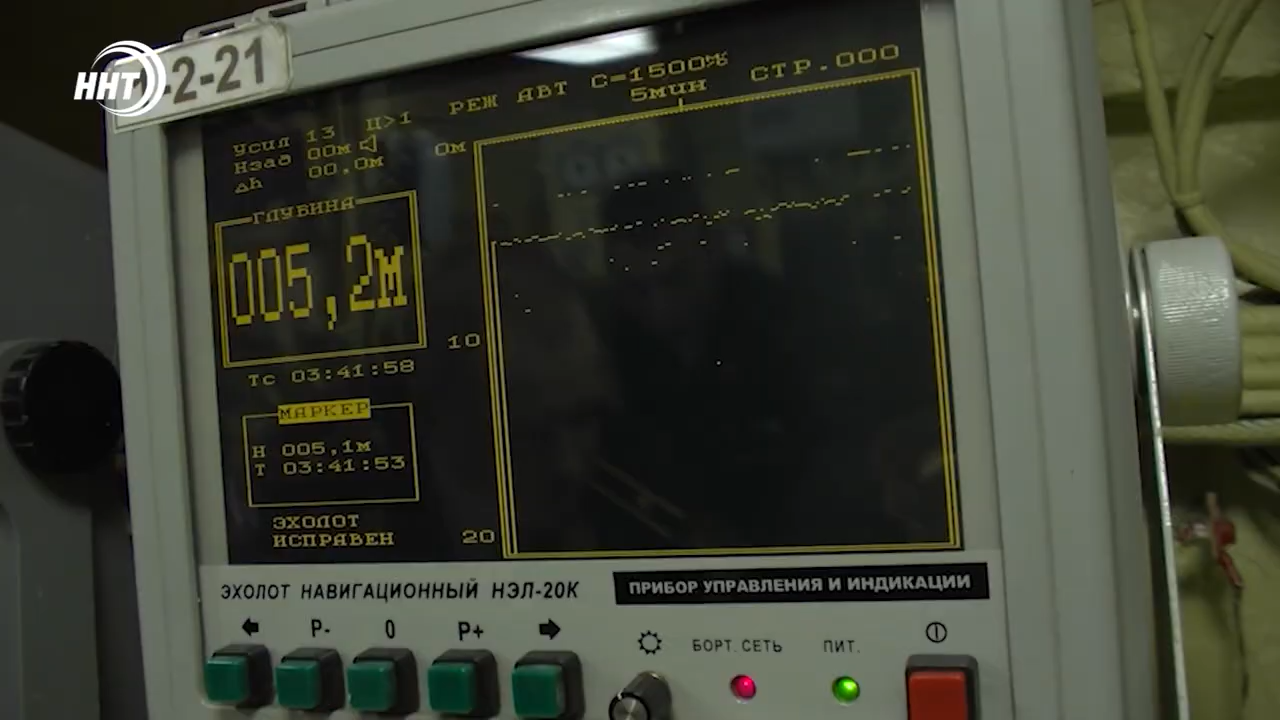 ННТ
-2-21
РЕЖ АВТ С=1500м/с СТР.000
5мин
Усил 13 Ц>1
Hзад 00м
Δh 00,0м
0м
ГЛУБИНА
005,2м
10
Тс 03:41:58
МАРКЕР
Н 005,1м
Т 03:41:53
ЭХОЛОТ
ИСПРАВЕН
20
ЭХОЛОТ НАВИГАЦИОННЫЙ НЭЛ-20К
ПРИБОР УПРАВЛЕНИЯ И ИНДИКАЦИИ
Р- 0 Р+
БОРТ. СЕТЬ ПИТ.